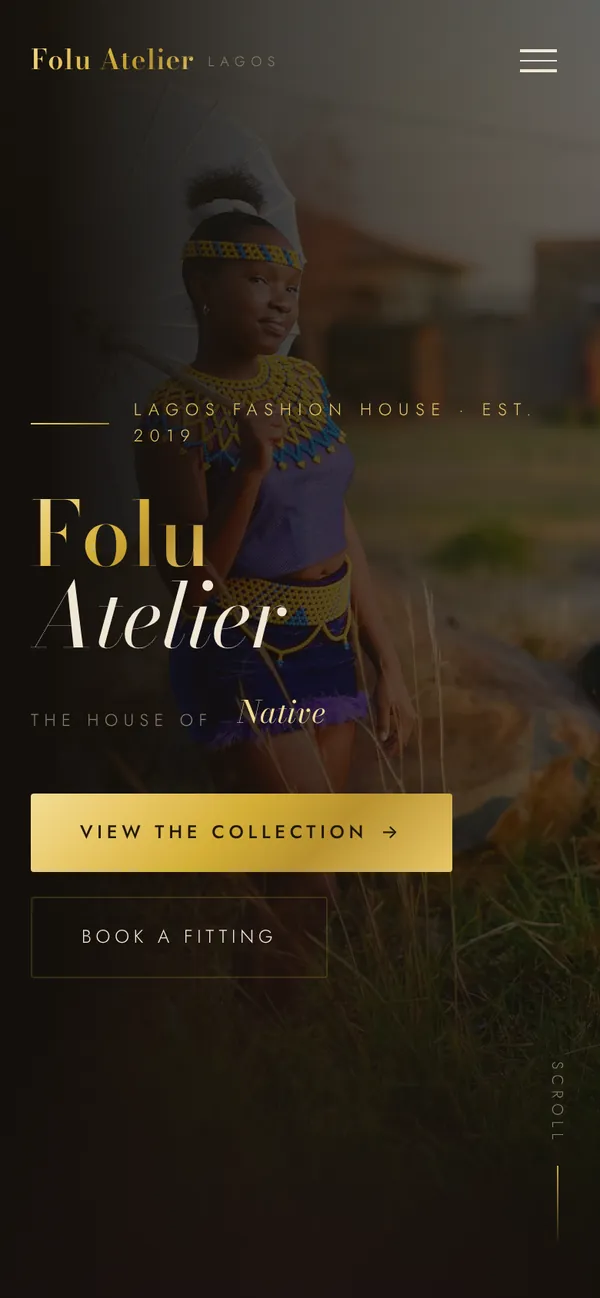 Folu Atelier LAGOS
LAGOS FASHION HOUSE · EST.
2019
Folu
Atelier
THE HOUSE OF Native
VIEW THE COLLECTION →
BOOK A FITTING
SCROLL